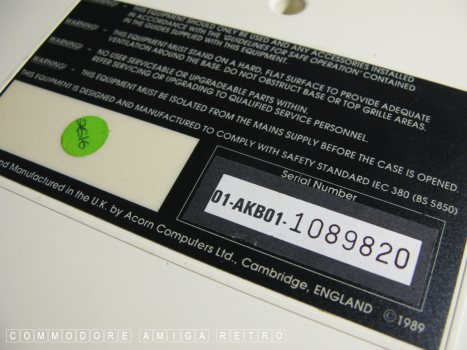 WARNING! - THIS EQUIPMENT SHOULD ONLY BE USED AND ANY ACCESSORIES INSTALLED
IN ACCORDANCE WITH THE 'GUIDELINES FOR SAFE OPERATION' CONTAINED
IN THE GUIDES SUPPLIED WITH THIS EQUIPMENT.
WARNING! - THIS EQUIPMENT MUST STAND ON A HARD, FLAT SURFACE TO PROVIDE ADEQUATE
VENTILATION AROUND THE BASE. DO NOT OBSTRUCT BASE OR TOP GRILLE AREAS.
WARNING! - NO USER SERVICEABLE OR UPGRADEABLE PARTS WITHIN.
REFER SERVICING OR UPGRADING TO QUALIFIED SERVICE PERSONNEL.
WARNING! - THIS EQUIPMENT MUST BE ISOLATED FROM THE MAINS SUPPLY BEFORE THE CASE IS OPENED.
THIS EQUIPMENT IS DESIGNED AND MANUFACTURED TO COMPLY WITH SAFETY STANDARD IEC 380 (BS 5850)
Serial Number
01-AKB01-1089820
and Manufactured in the U.K. by Acorn Computers Ltd., Cambridge, ENGLAND ©1989
COMMODORE AMIGA RETRO